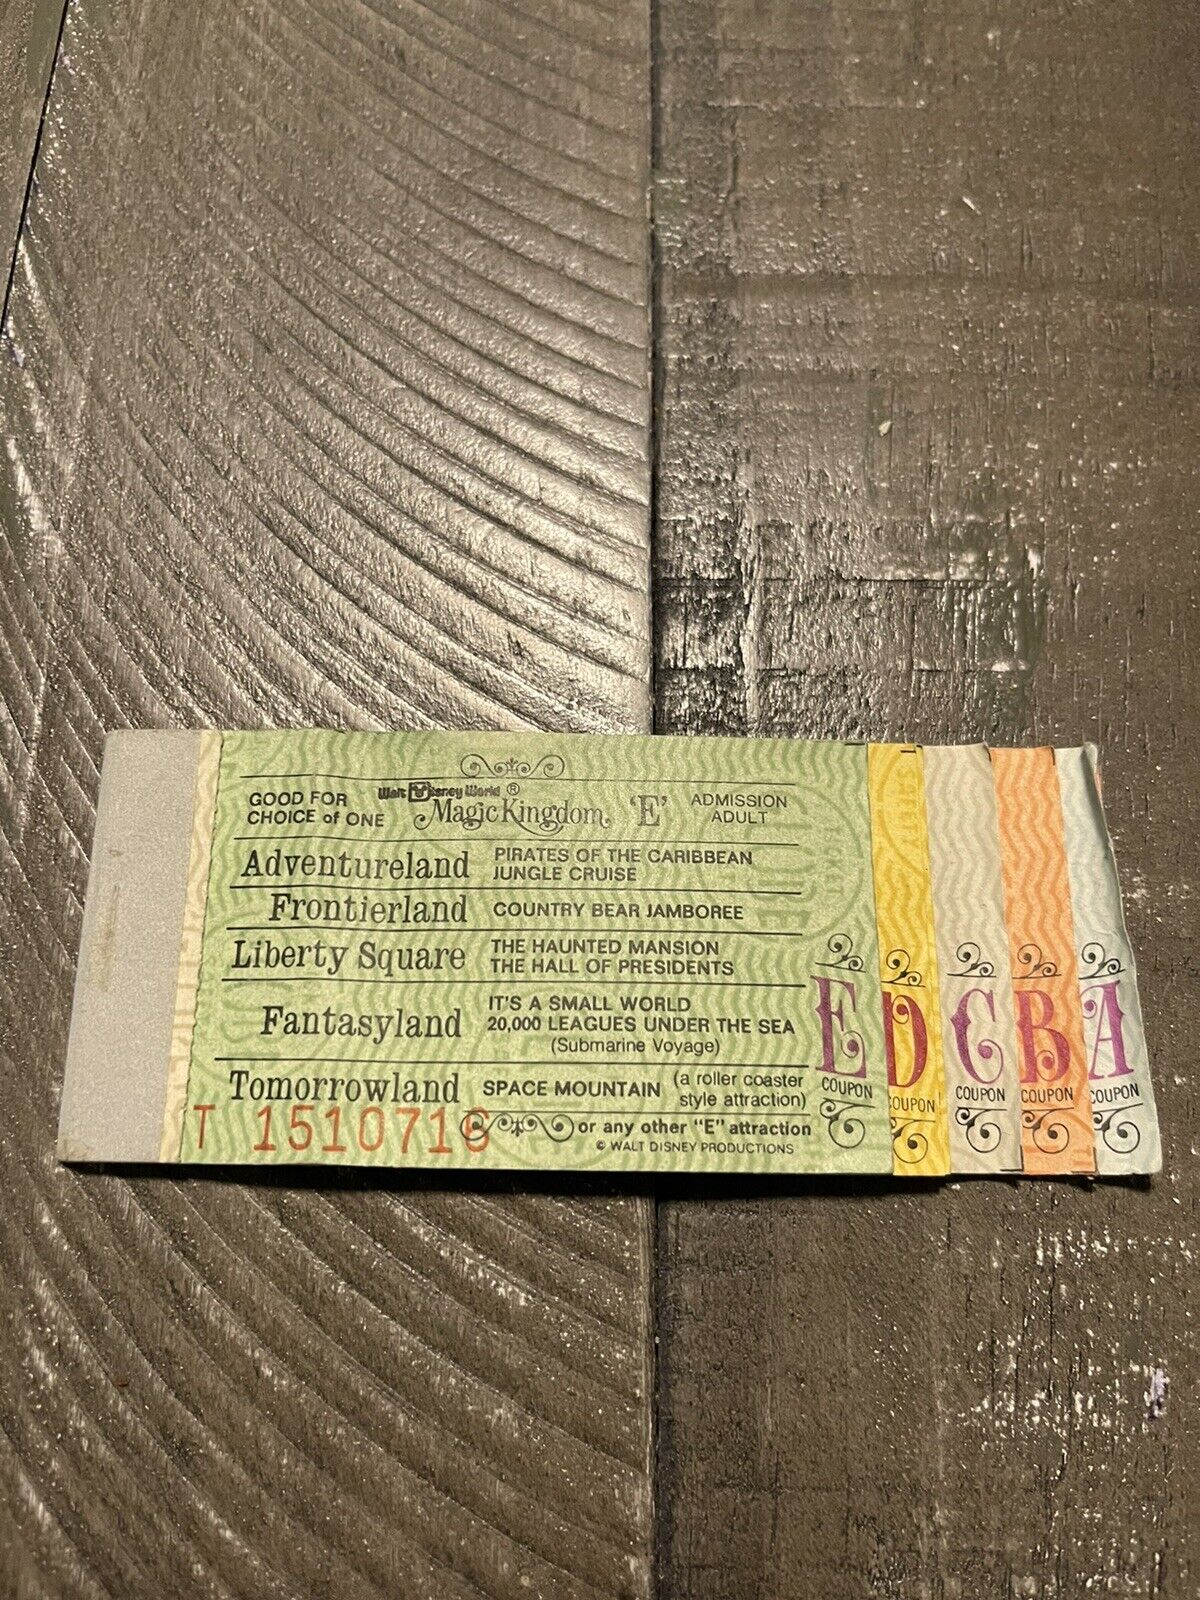 Walt Disney World ®
GOOD FOR CHOICE of ONE
Magic Kingdom 'E'
ADMISSION ADULT
Adventureland PIRATES OF THE CARIBBEAN
JUNGLE CRUISE
Frontierland COUNTRY BEAR JAMBOREE
Liberty Square THE HAUNTED MANSION
THE HALL OF PRESIDENTS
Fantasyland IT'S A SMALL WORLD
20,000 LEAGUES UNDER THE SEA
(Submarine Voyage)
Tomorrowland SPACE MOUNTAIN (a roller coaster
style attraction)
T 1510716 or any other "E" attraction
© WALT DISNEY PRODUCTIONS
E COUPON
D COUPON
C COUPON
B COUPON
A COUPON